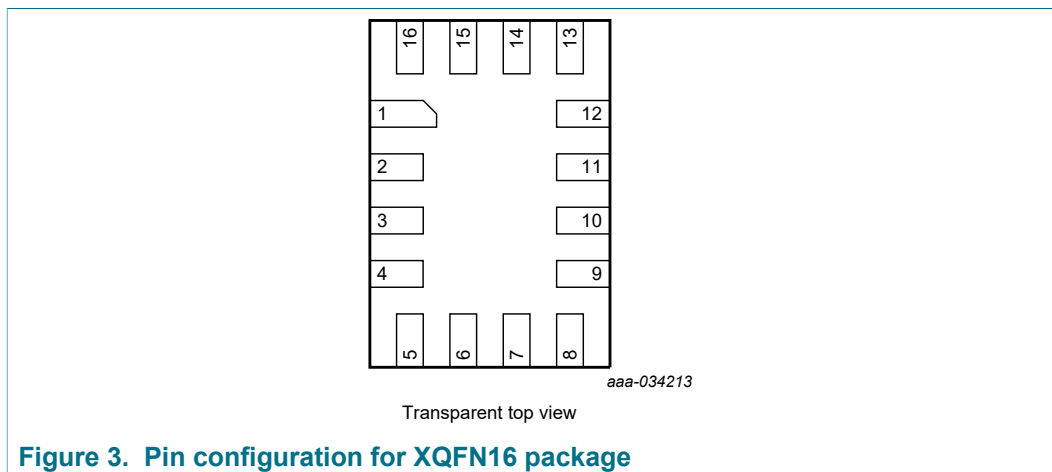 16 15 14 13
1 12
2 11
3 10
4 9
5 6 7 8
aaa-034213
Transparent top view
Figure 3. Pin configuration for XQFN16 package